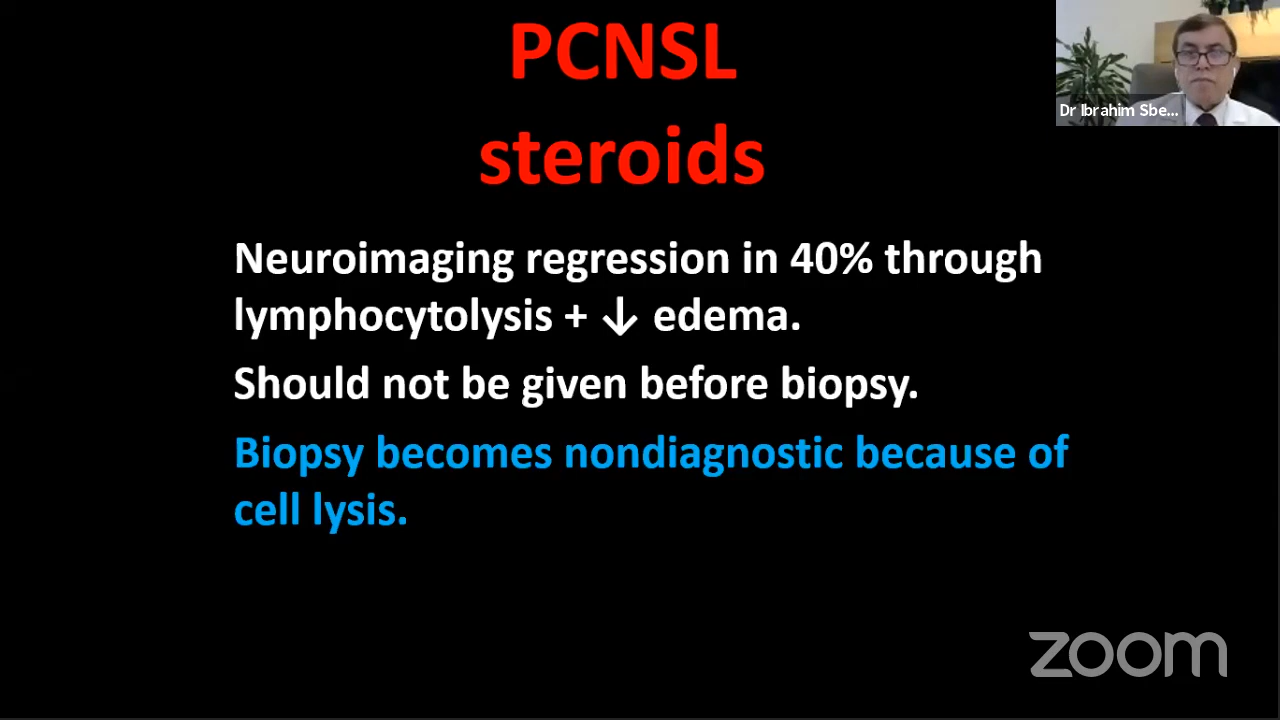 PCNSL
steroids
Dr Ibrahim Sbe...
Neuroimaging regression in 40% through
lymphocytolysis + ↓ edema.
Should not be given before biopsy.
Biopsy becomes nondiagnostic because of
cell lysis.
zoom